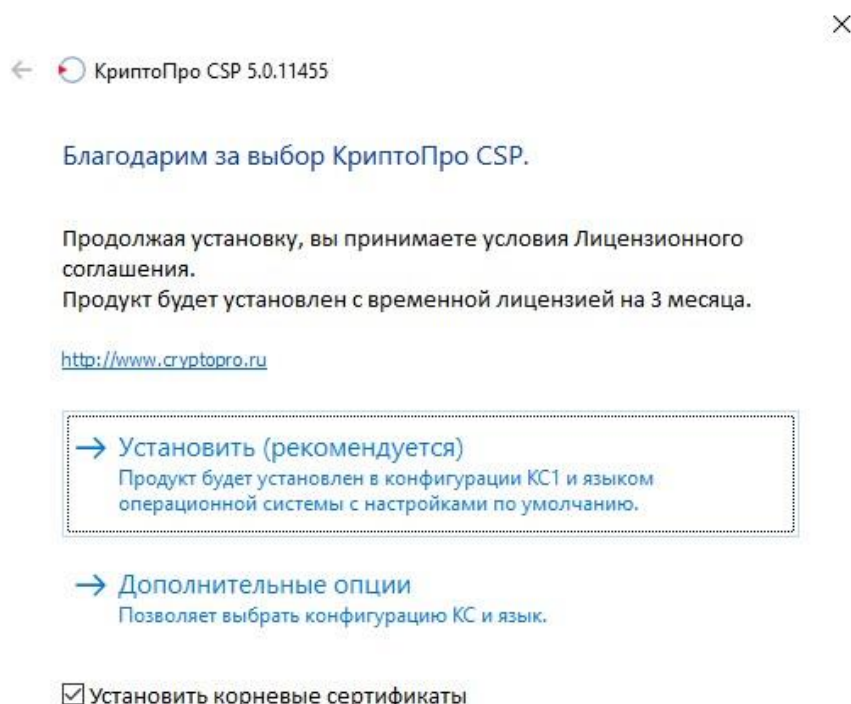 КриптоПро CSP 5.0.11455
Благодарим за выбор КриптоПро CSP.
Продолжая установку, вы принимаете условия Лицензионного
соглашения.
Продукт будет установлен с временной лицензией на 3 месяца.
http://www.cryptopro.ru
Установить (рекомендуется)
Продукт будет установлен в конфигурации КС1 и языком
операционной системы с настройками по умолчанию.
Дополнительные опции
Позволяет выбрать конфигурацию КС и язык.
Установить корневые сертификаты